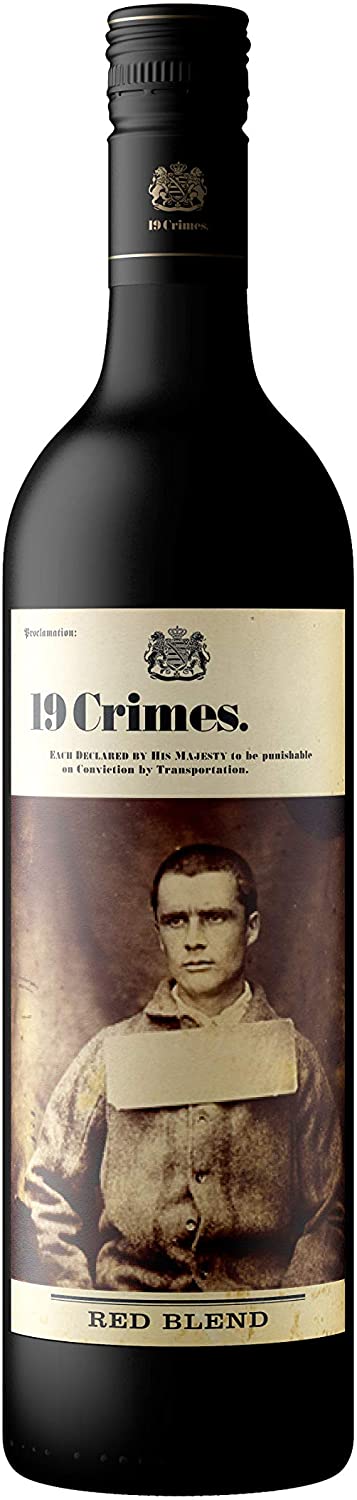 19 Crimes.
Proclamation:
19 Crimes.
EACH DECLARED BY HIS MAJESTY to be punishable
on Conviction by Transportation.
RED BLEND